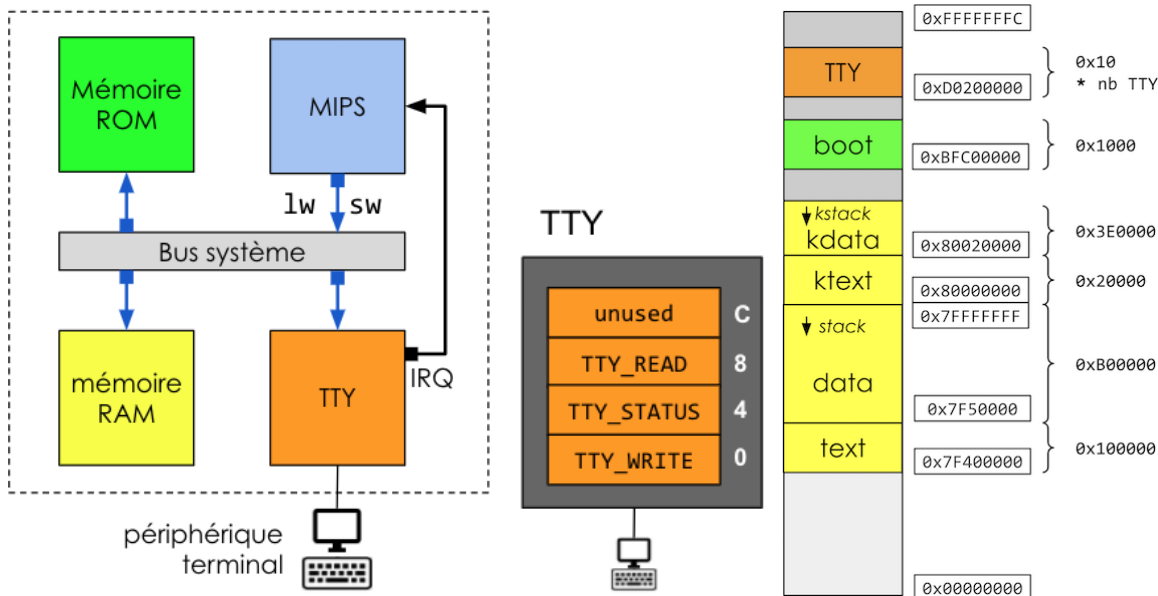 Mémoire
ROM
MIPS
lw
sw
Bus système
mémoire
RAM
TTY
IRQ
périphérique
terminal
TTY
unused
C
TTY_READ
8
TTY_STATUS
4
TTY_WRITE
0
0xFFFFFFFC
TTY
0xD0200000
0x10
* nb TTY
boot
0xBFC00000
0x1000
kstack
kdata
0x80020000
0x3E0000
ktext
0x80000000
0x20000
0x7FFFFFFF
stack
data
0x7F50000
0xB00000
text
0x7F400000
0x100000
0x00000000